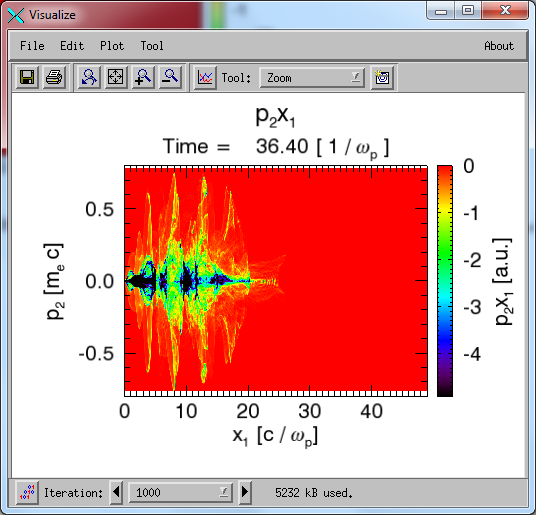 Visualize
File Edit Plot Tool About
Tool: Zoom
p₂x₁
Time = 36.40 [ 1 / ωₚ ]
0.5
0.0
-0.5
p₂ [mₑ c]
0 10 20 30 40
x₁ [c / ωₚ]
0
-1
-2
-3
-4
p₂x₁ [a.u.]
Iteration: 1000 5232 kB used.